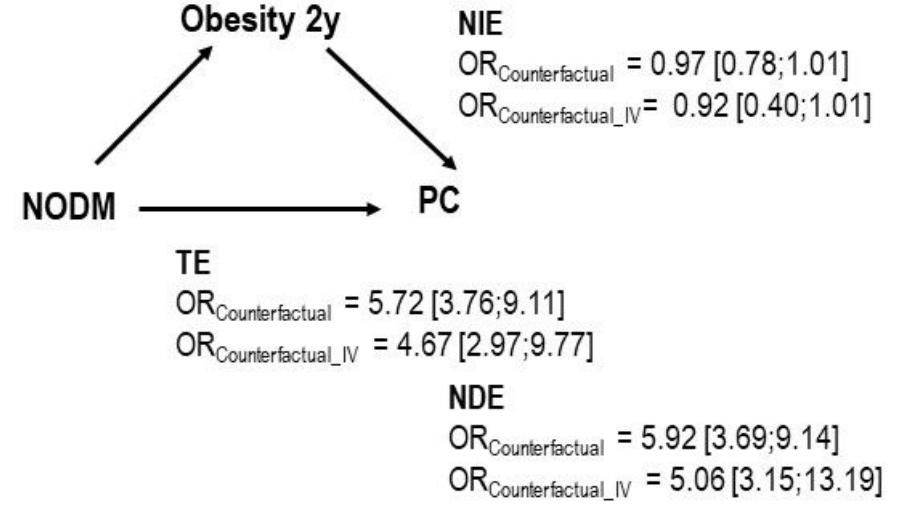 Obesity 2y
NIE
OR_Counterfactual = 0.97 [0.78;1.01]
OR_Counterfactual_IV = 0.92 [0.40;1.01]
NODM
PC
TE
OR_Counterfactual = 5.72 [3.76;9.11]
OR_Counterfactual_IV = 4.67 [2.97;9.77]
NDE
OR_Counterfactual = 5.92 [3.69;9.14]
OR_Counterfactual_IV = 5.06 [3.15;13.19]